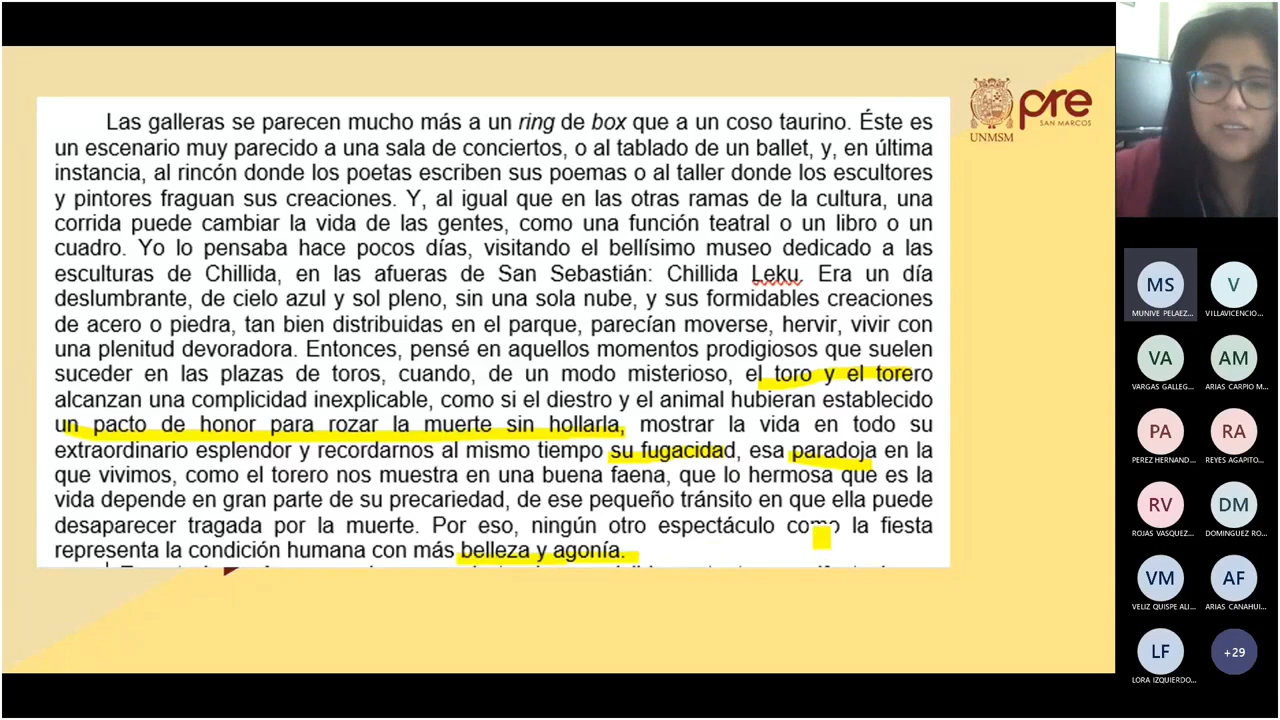 Las galleras se parecen mucho más a un ring de box que a un coso taurino. Éste es
un escenario muy parecido a una sala de conciertos, o al tablado de un ballet, y, en última
instancia, al rincón donde los poetas escriben sus poemas o al taller donde los escultores
y pintores fraguan sus creaciones. Y, al igual que en las otras ramas de la cultura, una
corrida puede cambiar la vida de las gentes, como una función teatral o un libro o un
cuadro. Yo lo pensaba hace pocos días, visitando el bellísimo museo dedicado a las
esculturas de Chillida, en las afueras de San Sebastián: Chillida Leku. Era un día
deslumbrante, de cielo azul y sol pleno, sin una sola nube, y sus formidables creaciones
de acero o piedra, tan bien distribuidas en el parque, parecían moverse, hervir, vivir con
una plenitud devoradora. Entonces, pensé en aquellos momentos prodigiosos que suelen
suceder en las plazas de toros, cuando, de un modo misterioso, el toro y el torero
alcanzan una complicidad inexplicable, como si el diestro y el animal hubieran establecido
un pacto de honor para rozar la muerte sin hollarla, mostrar la vida en todo su
extraordinario esplendor y recordarnos al mismo tiempo su fugacidad, esa paradoja en la
que vivimos, como el torero nos muestra en una buena faena, que lo hermosa que es la
vida depende en gran parte de su precariedad, de ese pequeño tránsito en que ella puede
desaparecer tragada por la muerte. Por eso, ningún otro espectáculo como la fiesta
representa la condición humana con más belleza y agonía.
UNMSM
pre
SAN MARCOS
MS
MUNIVE PELAEZ...
V
VILLAVICENCIO...
VA
VARGAS GALLEG...
AM
ARIAS CARPIO M...
PA
PEREZ HERNAND...
RA
REYES AGAPITO...
RV
ROJAS VASQUEZ...
DM
DOMINGUEZ RO...
VM
VELIZ QUISPE ALI...
AF
ARIAS CANAHUI...
LF
LORA IZQUIERDO...
+29